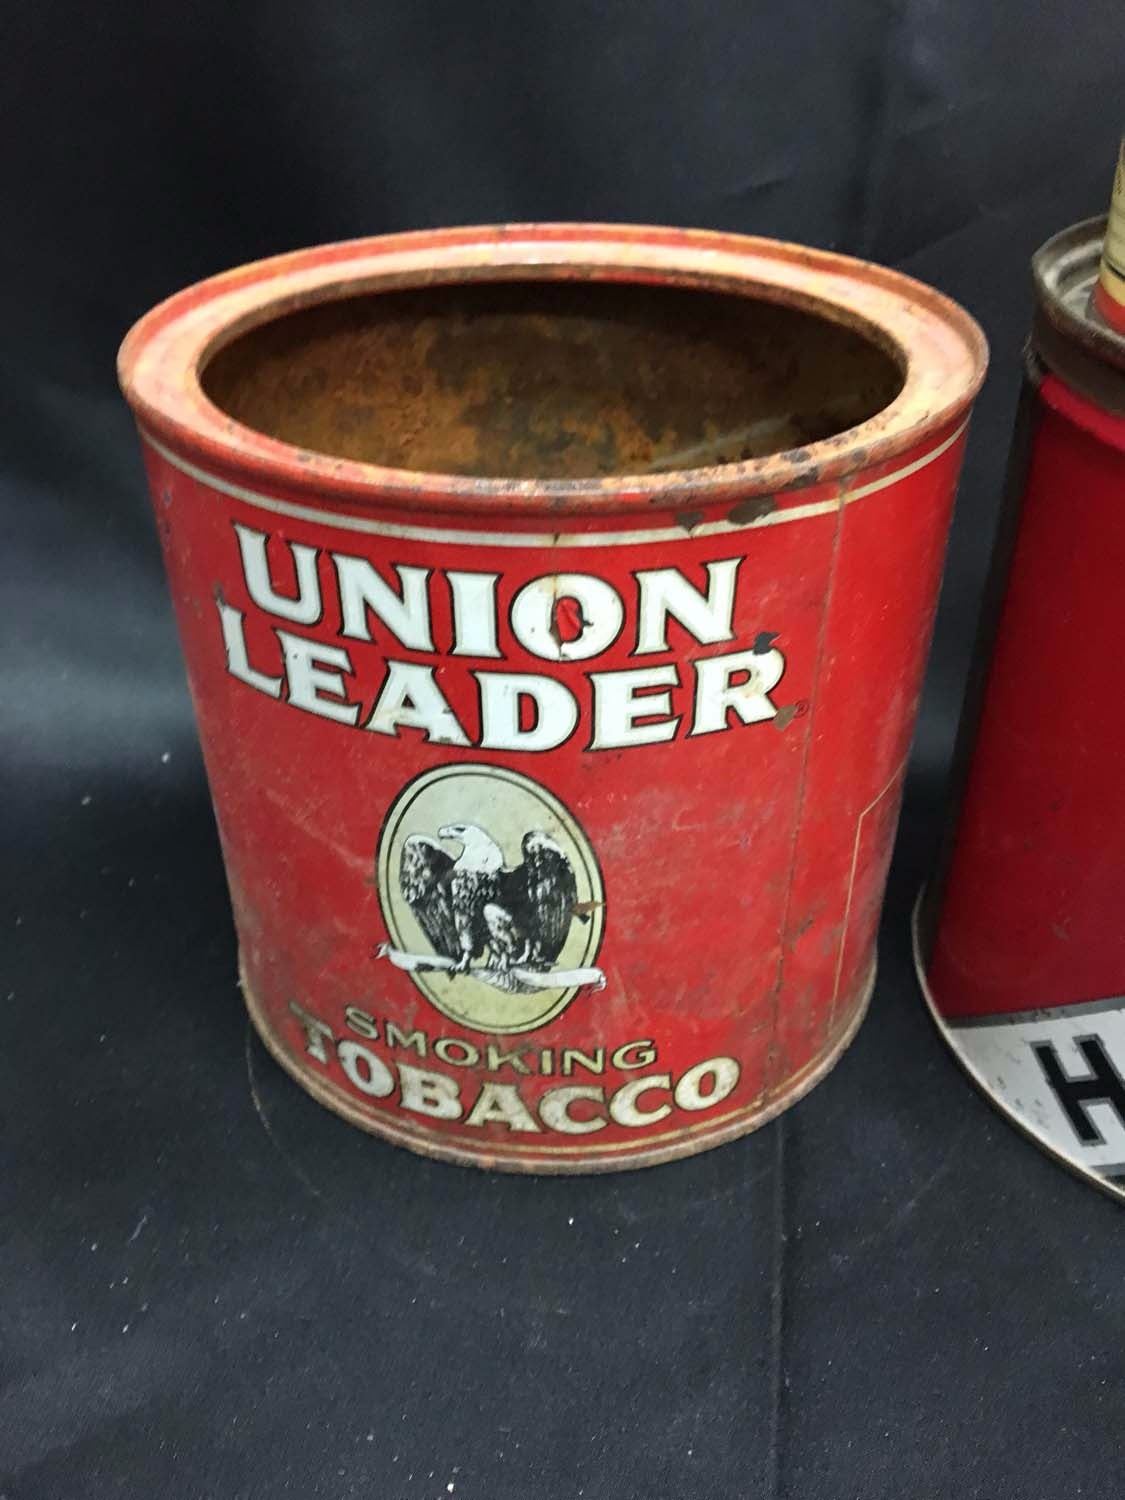 UNION
LEADER®
SMOKING
TOBACCO
H